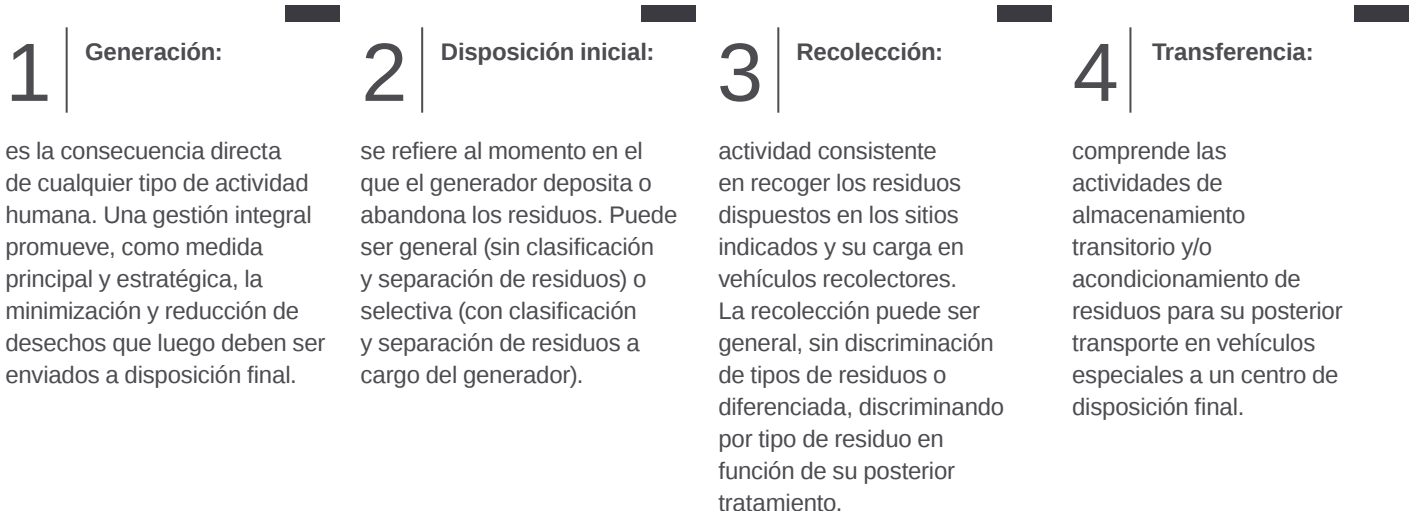 1
Generación:
es la consecuencia directa
de cualquier tipo de actividad
humana. Una gestión integral
promueve, como medida
principal y estratégica, la
minimización y reducción de
desechos que luego deben ser
enviados a disposición final.
2
Disposición inicial:
se refiere al momento en el
que el generador deposita o
abandona los residuos. Puede
ser general (sin clasificación
y separación de residuos) o
selectiva (con clasificación
y separación de residuos a
cargo del generador).
3
Recolección:
actividad consistente
en recoger los residuos
dispuestos en los sitios
indicados y su carga en
vehículos recolectores.
La recolección puede ser
general, sin discriminación
de tipos de residuos o
diferenciada, discriminando
por tipo de residuo en
función de su posterior
tratamiento.
4
Transferencia:
comprende las
actividades de
almacenamiento
transitorio y/o
acondicionamiento de
residuos para su posterior
transporte en vehículos
especiales a un centro de
disposición final.